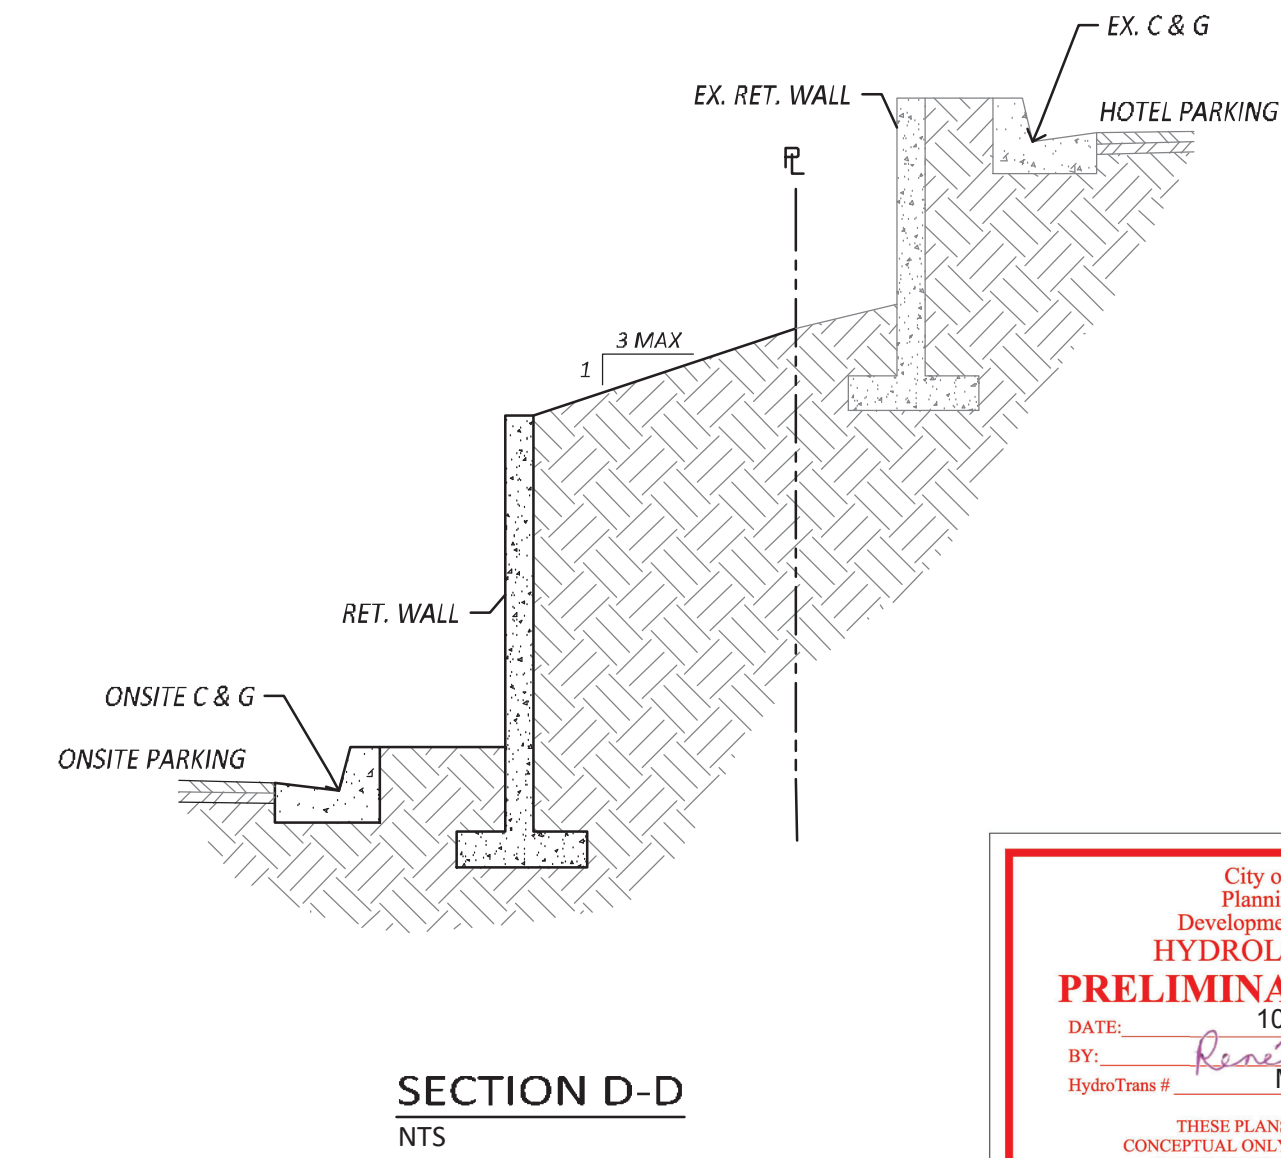 EX. C & G
EX. RET. WALL
HOTEL PARKING
PL
3 MAX
1
RET. WALL
ONSITE C & G
ONSITE PARKING
SECTION D-D
NTS
City o
Planni
Developme
HYDROL
PRELIMINA
DATE: 10
BY: René
HydroTrans #
THESE PLANS
CONCEPTUAL ONLY